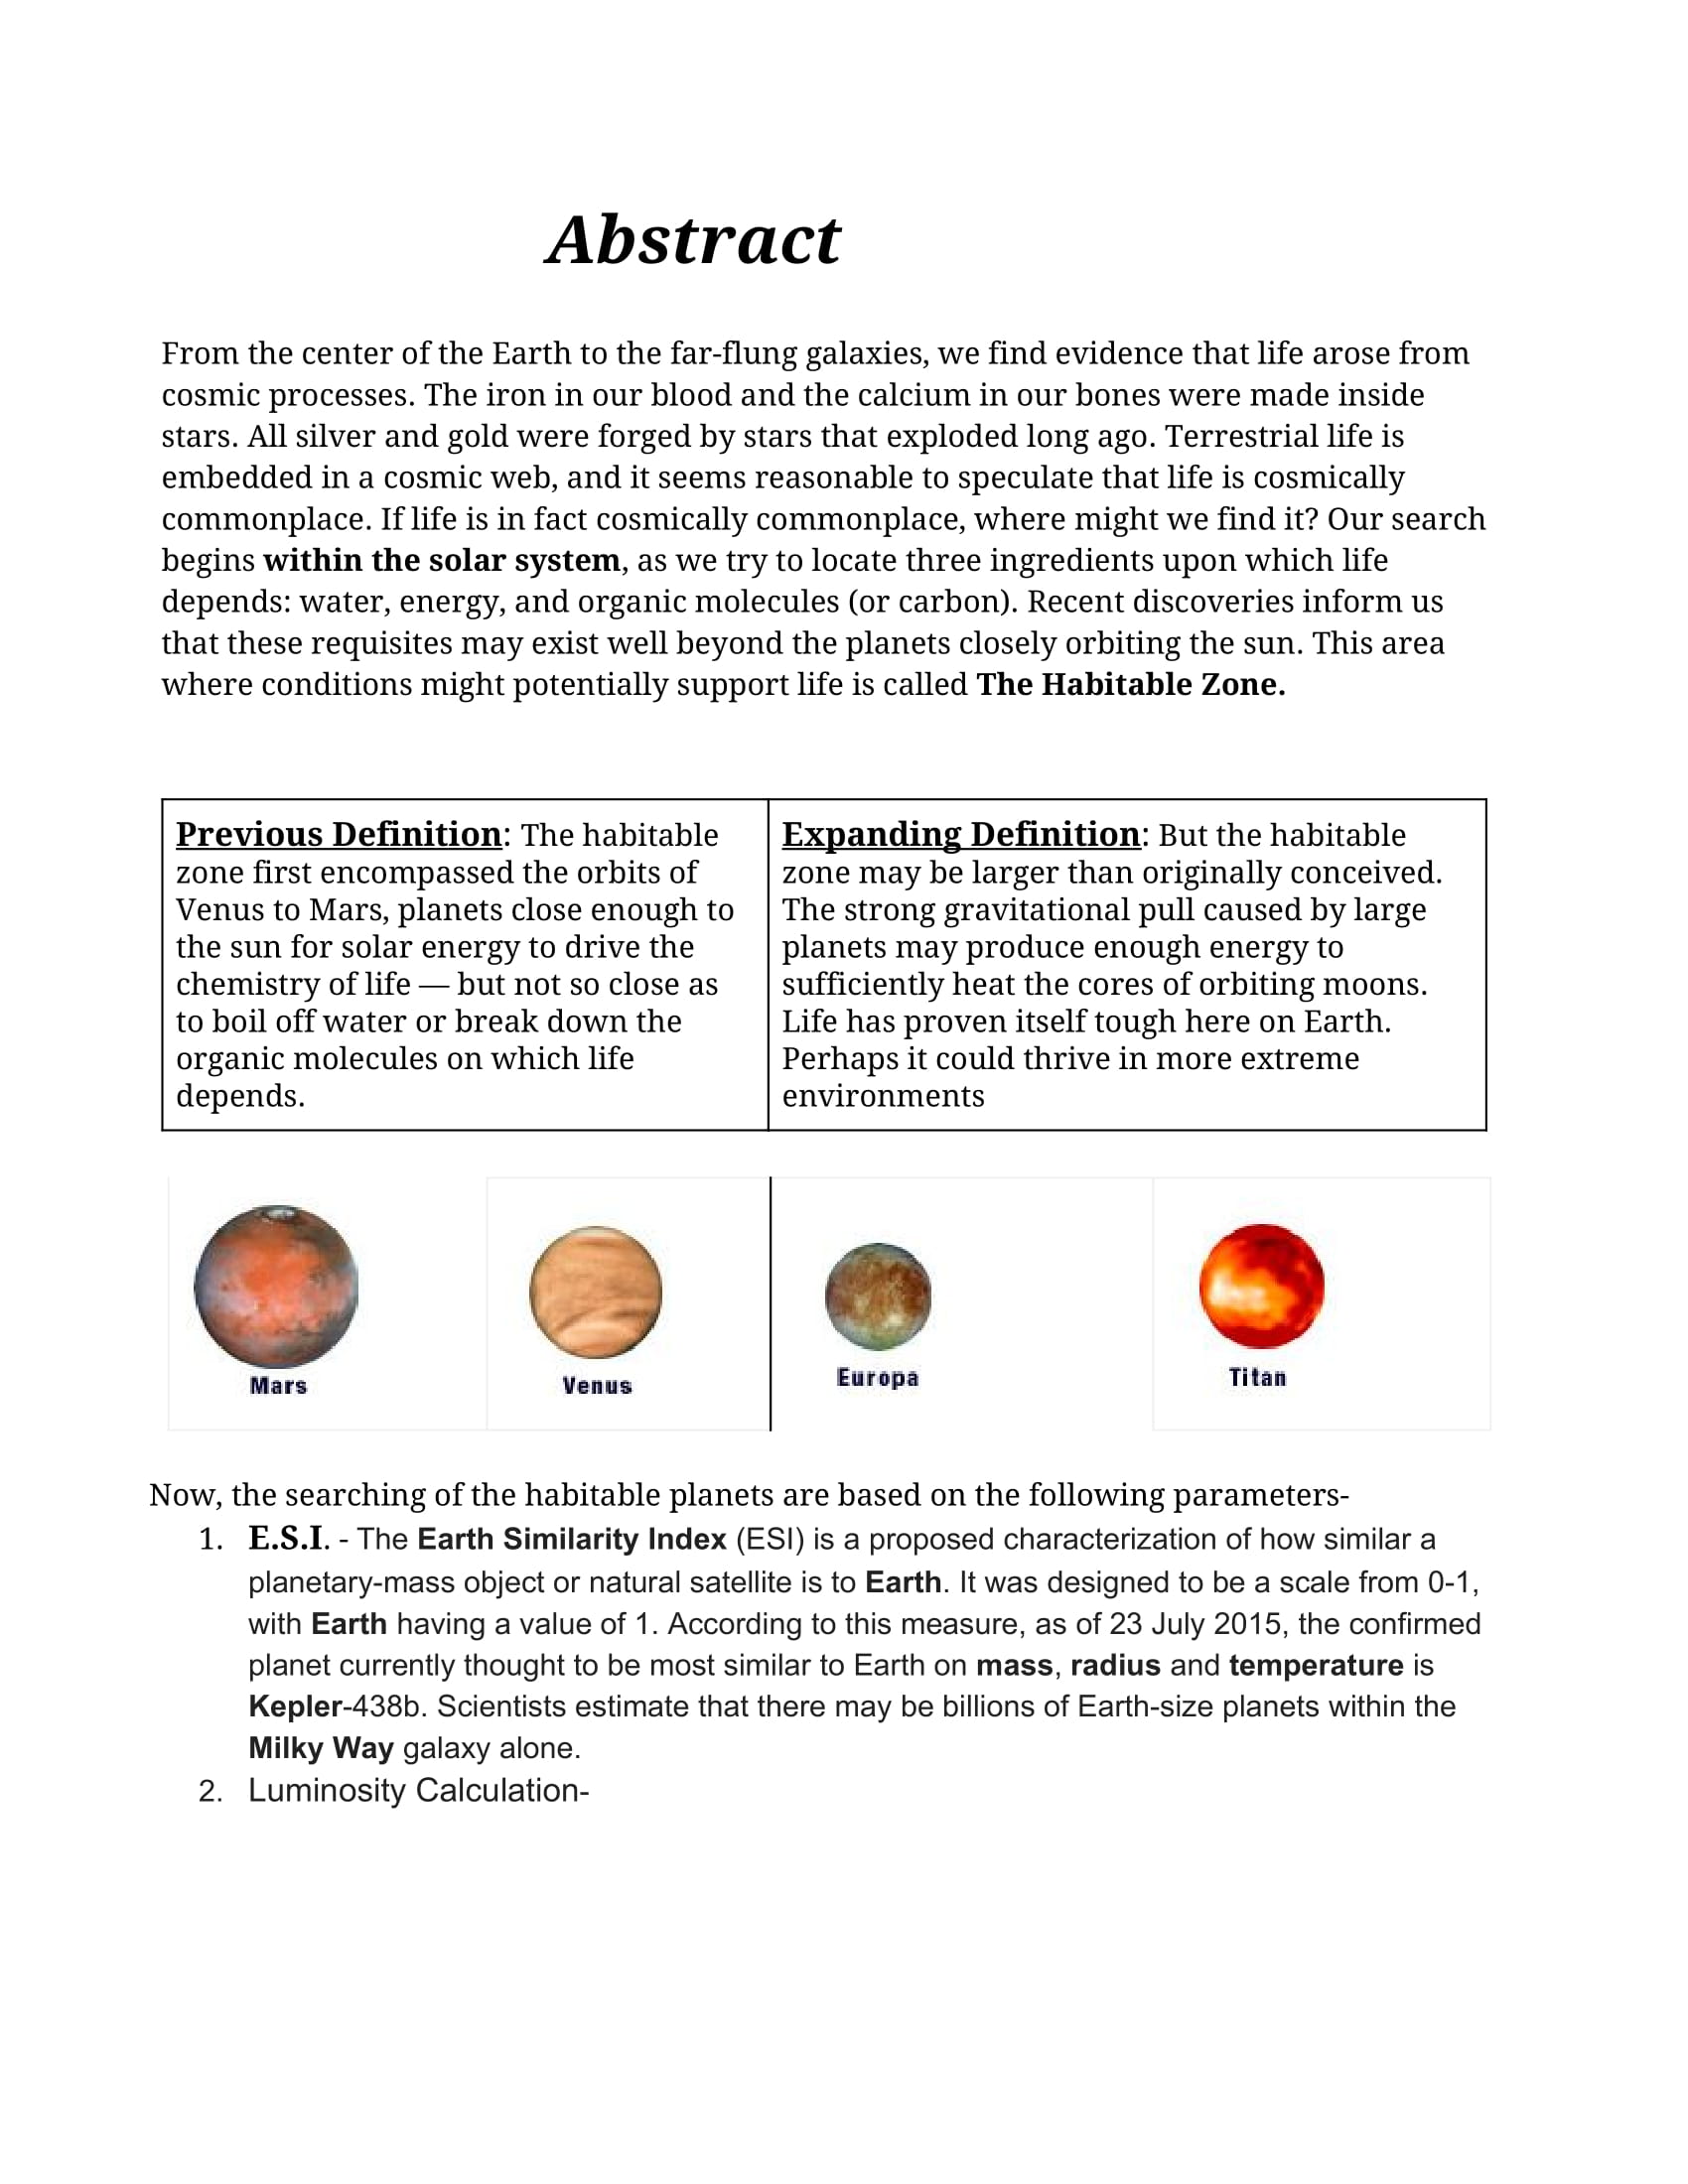 Abstract
From the center of the Earth to the far-flung galaxies, we find evidence that life arose from
cosmic processes. The iron in our blood and the calcium in our bones were made inside
stars. All silver and gold were forged by stars that exploded long ago. Terrestrial life is
embedded in a cosmic web, and it seems reasonable to speculate that life is cosmically
commonplace. If life is in fact cosmically commonplace, where might we find it? Our search
begins within the solar system, as we try to locate three ingredients upon which life
depends: water, energy, and organic molecules (or carbon). Recent discoveries inform us
that these requisites may exist well beyond the planets closely orbiting the sun. This area
where conditions might potentially support life is called The Habitable Zone.
Previous Definition: The habitable
zone first encompassed the orbits of
Venus to Mars, planets close enough to
the sun for solar energy to drive the
chemistry of life — but not so close as
to boil off water or break down the
organic molecules on which life
depends.
Expanding Definition: But the habitable
zone may be larger than originally conceived.
The strong gravitational pull caused by large
planets may produce enough energy to
sufficiently heat the cores of orbiting moons.
Life has proven itself tough here on Earth.
Perhaps it could thrive in more extreme
environments
Mars
Venus
Europa
Titan
Now, the searching of the habitable planets are based on the following parameters-
1. E.S.I. - The Earth Similarity Index (ESI) is a proposed characterization of how similar a
planetary-mass object or natural satellite is to Earth. It was designed to be a scale from 0-1,
with Earth having a value of 1. According to this measure, as of 23 July 2015, the confirmed
planet currently thought to be most similar to Earth on mass, radius and temperature is
Kepler-438b. Scientists estimate that there may be billions of Earth-size planets within the
Milky Way galaxy alone.
2. Luminosity Calculation-